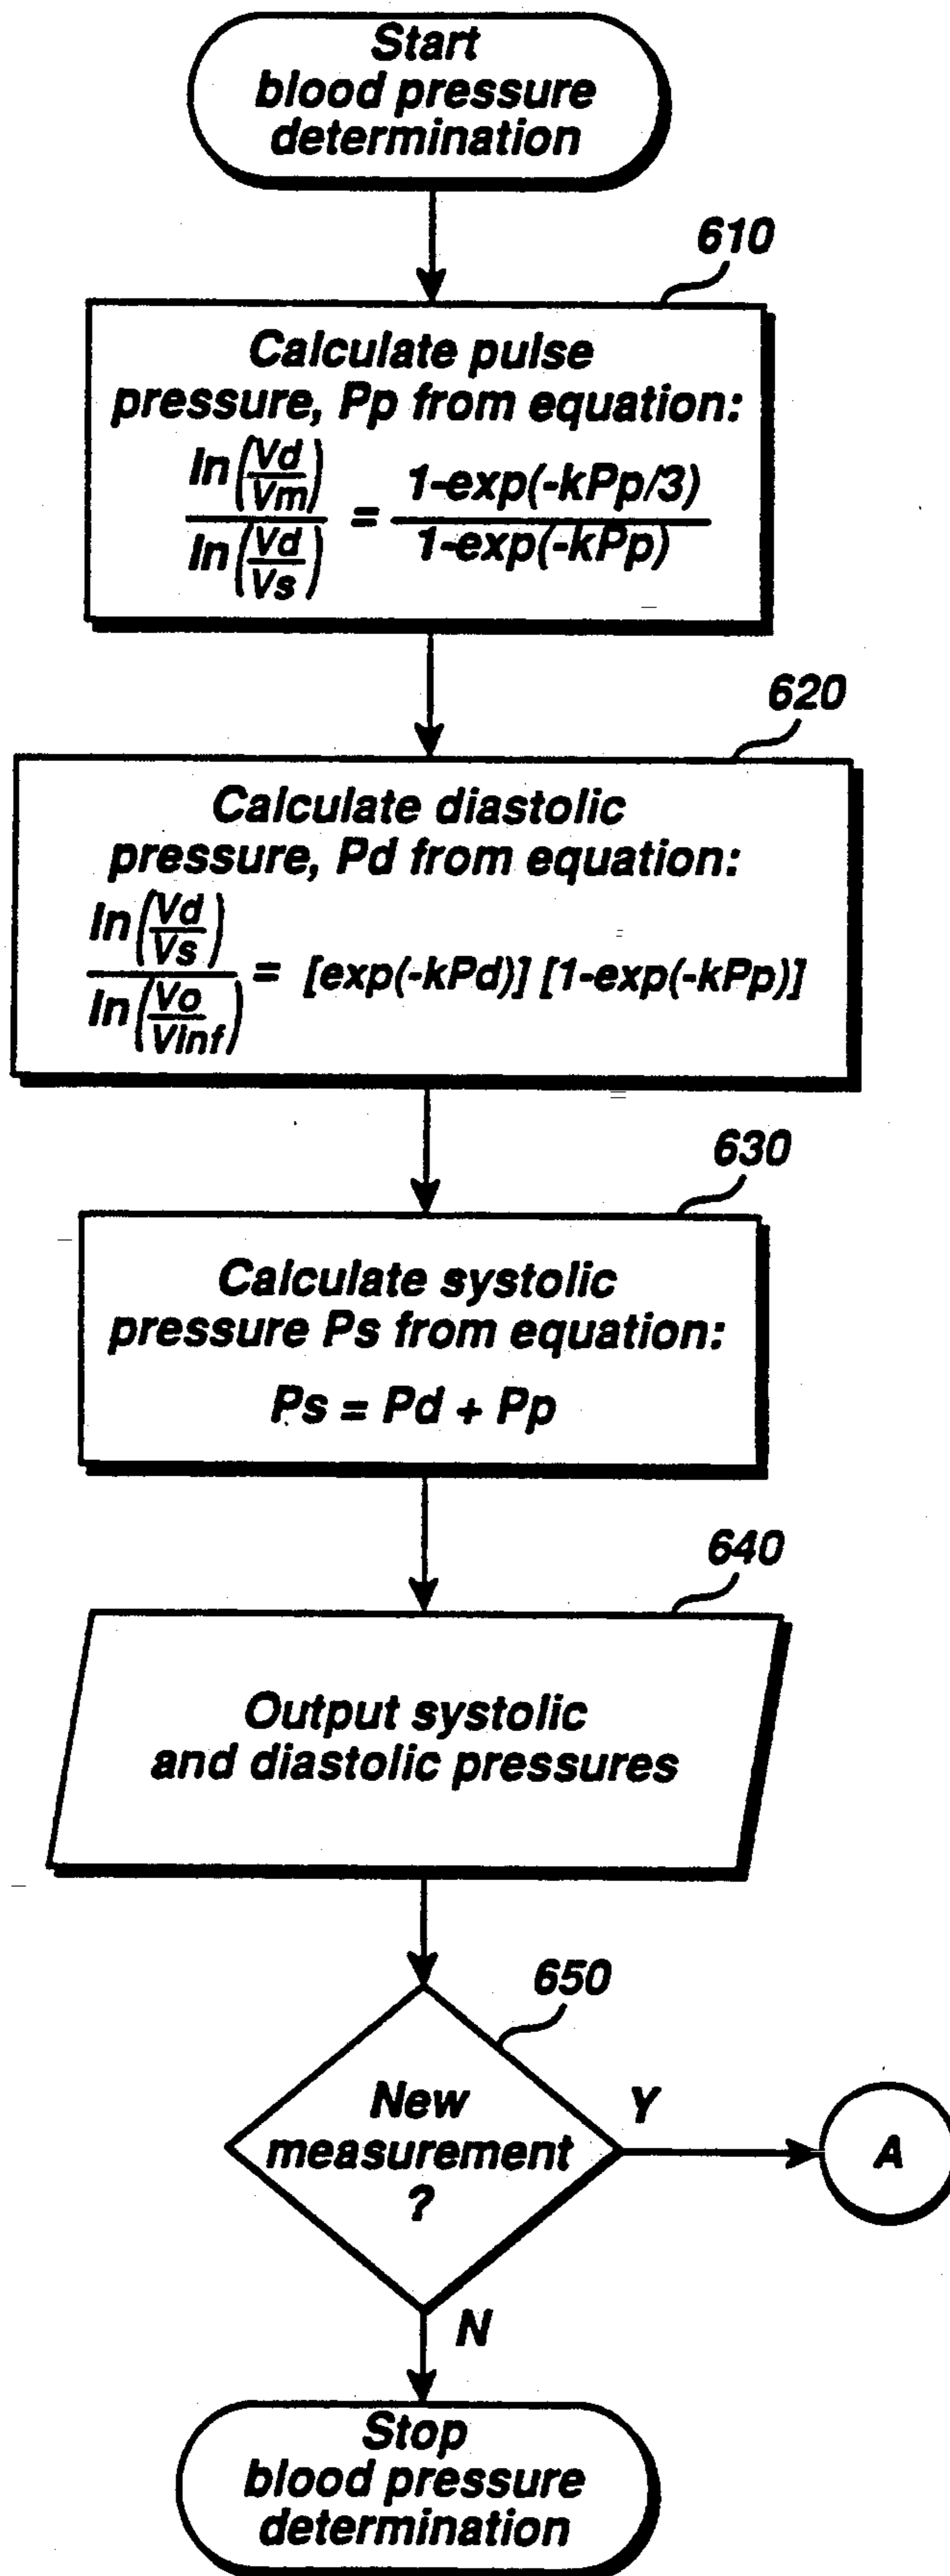 Start
blood pressure
determination
610
Calculate pulse
pressure, Pp from equation:
ln(Vd/Vm) / ln(Vd/Vs) = 1-exp(-kPp/3) / 1-exp(-kPp)
620
Calculate diastolic
pressure, Pd from equation:
ln(Vd/Vs) / ln(Vo/Vinf) = [exp(-kPd)] [1-exp(-kPp)]
630
Calculate systolic
pressure Ps from equation:
Ps = Pd + Pp
640
Output systolic
and diastolic pressures
650
New
measurement
?
Y
A
N
Stop
blood pressure
determination